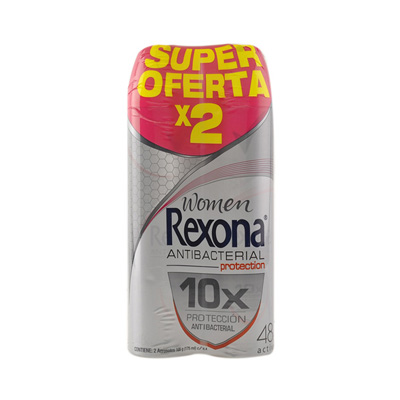 SUPER
OFERTA
X2
Women
Rexona
ANTIBACTERIAL
protection
10x
PROTECCIÓN
ANTIBACTERIAL
48